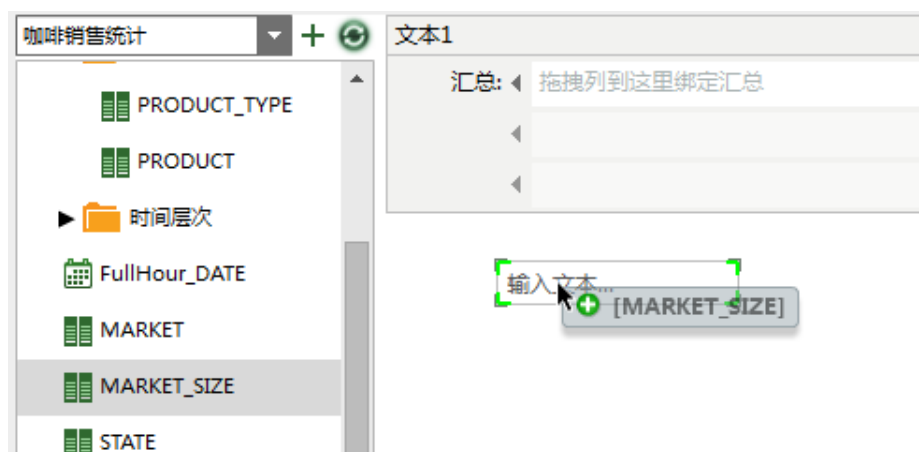 咖啡销售统计
PRODUCT_TYPE
PRODUCT
时间层次
FullHour_DATE
MARKET
MARKET_SIZE
STATE
文本1
汇总: 拖拽列到这里绑定汇总
输入文本...
[MARKET_SIZE]